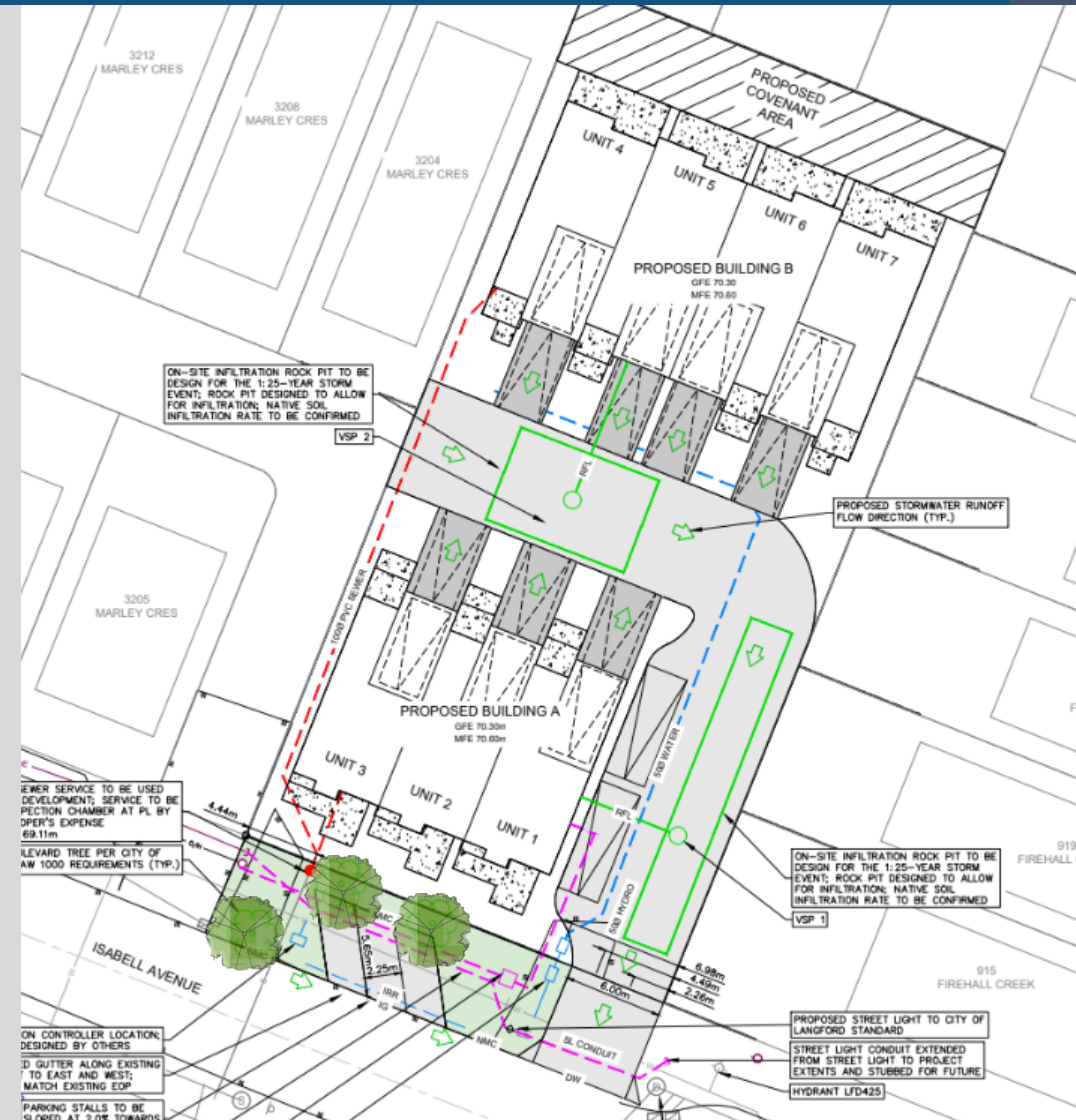 3212
MARLEY CRES
3208
MARLEY CRES
3204
MARLEY CRES
PROPOSED
COVENANT
AREA
UNIT 4
UNIT 5
UNIT 6
UNIT 7
PROPOSED BUILDING B
GFE 70.30
MFE 70.60
ON-SITE INFILTRATION ROCK PIT TO BE
DESIGN FOR THE 1:25-YEAR STORM
EVENT; ROCK PIT DESIGNED TO ALLOW
FOR INFILTRATION; NATIVE SOIL
INFILTRATION RATE TO BE CONFIRMED
VSP 2
RFL
PROPOSED STORMWATER RUNOFF
FLOW DIRECTION (TYP.)
3205
MARLEY CRES
100Ø PVC SEWER
PROPOSED BUILDING A
GFE 70.30m
MFE 70.60m
UNIT 3
UNIT 2
UNIT 1
50Ø WATER
RFL
50Ø HYDRO
SEWER SERVICE TO BE USED
DEVELOPMENT; SERVICE TO BE
PECTION CHAMBER AT PL BY
OPER'S EXPENSE
69.11m
4.44m
O/H
LEVARD TREE PER CITY OF
AW 1000 REQUIREMENTS (TYP.)
ON-SITE INFILTRATION ROCK PIT TO BE
DESIGN FOR THE 1:25-YEAR STORM
EVENT; ROCK PIT DESIGNED TO ALLOW
FOR INFILTRATION; NATIVE SOIL
INFILTRATION RATE TO BE CONFIRMED
VSP 1
919
FIREHALL
915
FIREHALL CREEK
ISABELL AVENUE
NMC
NMC
5.65m
2.25m
IRR
IG
NMC
6.98m
4.49m
2.26m
6.00m
SL CONDUIT
DW
PROPOSED STREET LIGHT TO CITY OF
LANGFORD STANDARD
STREET LIGHT CONDUIT EXTENDED
FROM STREET LIGHT TO PROJECT
EXTENTS AND STUBBED FOR FUTURE
HYDRANT LFD425
ON CONTROLLER LOCATION;
DESIGNED BY OTHERS
ED GUTTER ALONG EXISTING
TO EAST AND WEST;
MATCH EXISTING EOP
PARKING STALLS TO BE
SLOPED AT 2.0% TOWARDS
S
D